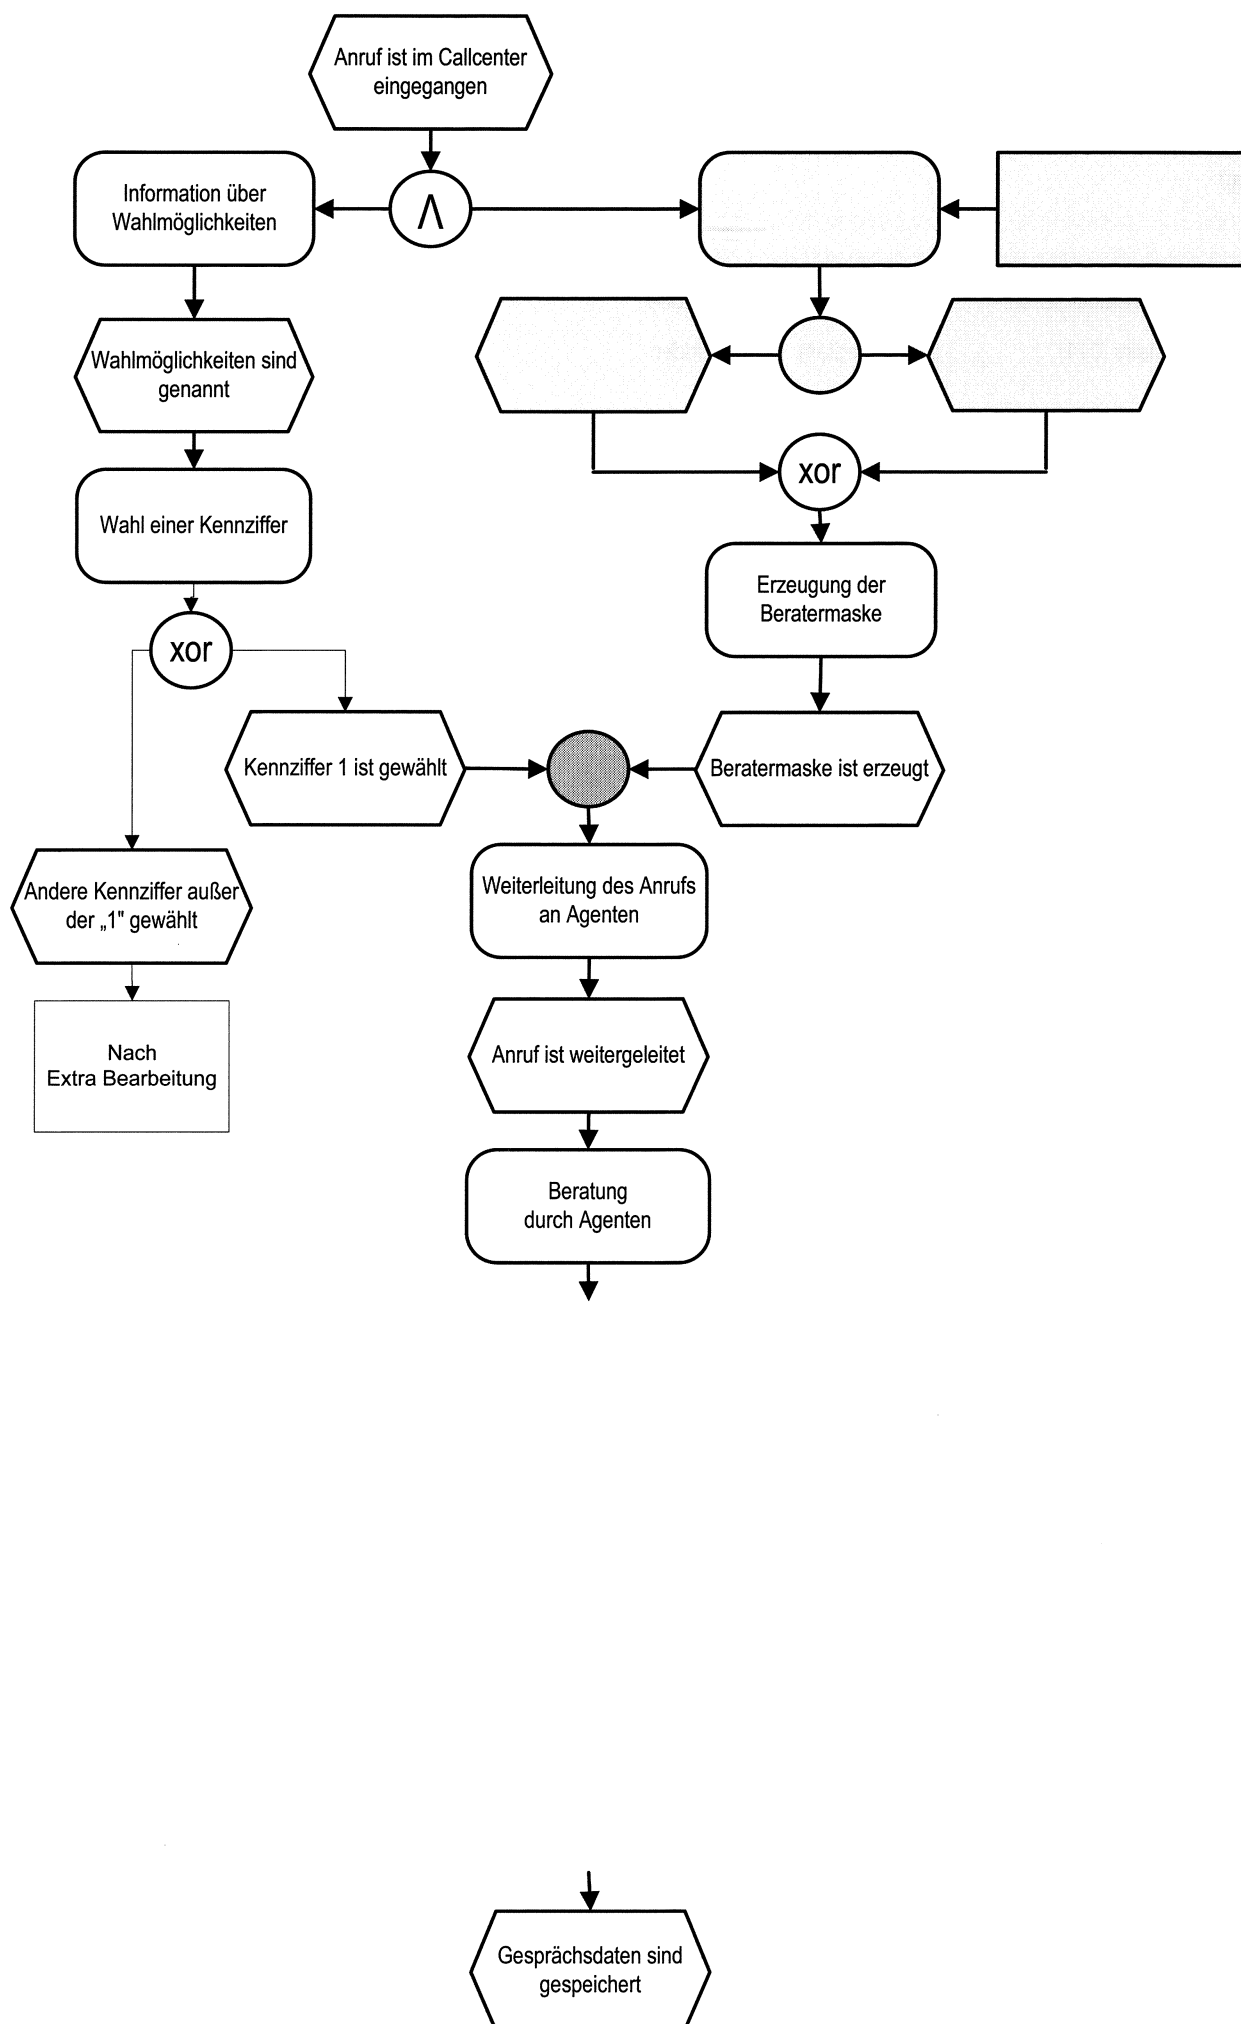 Anruf ist im Callcenter
eingegangen
Information über
Wahlmöglichkeiten
Λ
Wahlmöglichkeiten sind
genannt
xor
Wahl einer Kennziffer
Erzeugung der
Beratermaske
xor
Kennziffer 1 ist gewählt
Beratermaske ist erzeugt
Andere Kennziffer außer
der „1" gewählt
Weiterleitung des Anrufs
an Agenten
Anruf ist weitergeleitet
Nach
Extra Bearbeitung
Beratung
durch Agenten
Gesprächsdaten sind
gespeichert